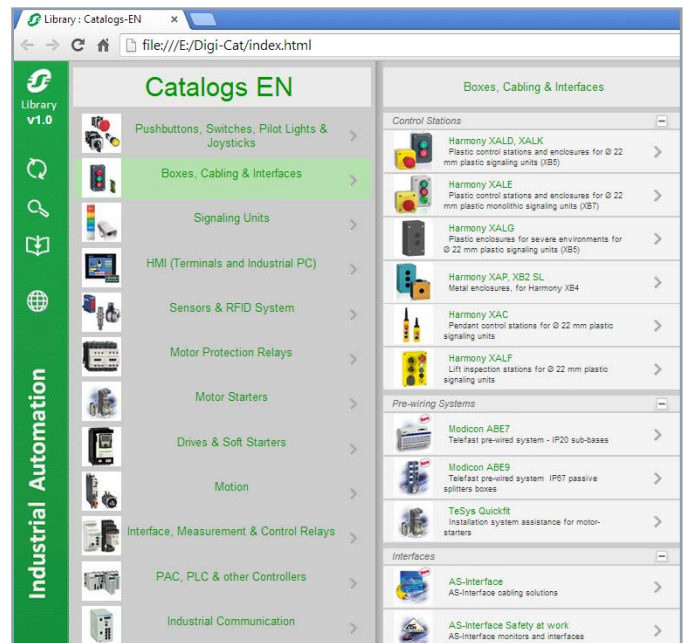 Library : Catalogs-EN
file:///E:/Digi-Cat/index.html
Library
v1.0
Industrial Automation
Catalogs EN
Pushbuttons, Switches, Pilot Lights &
Joysticks
Boxes, Cabling & Interfaces
Signaling Units
HMI (Terminals and Industrial PC)
Sensors & RFID System
Motor Protection Relays
Motor Starters
Drives & Soft Starters
Motion
Interface, Measurement & Control Relays
PAC, PLC & other Controllers
Industrial Communication
Boxes, Cabling & Interfaces
Control Stations
Harmony XALD, XALK
Plastic control stations and enclosures for Ø 22
mm plastic signaling units (XB5)
Harmony XALE
Plastic control stations and enclosures for Ø 22
mm plastic monolithic signaling units (XB7)
Harmony XALG
Plastic enclosures for severe environments for
Ø 22 mm plastic signaling units (XB5)
Harmony XAP, XB2 SL
Metal enclosures, for Harmony XB4
Harmony XAC
Pendant control stations for Ø 22 mm plastic
signaling units
Harmony XALF
Lift inspection stations for Ø 22 mm plastic
signaling units
Pre-wiring Systems
Modicon ABE7
Telefast pre-wired system - IP20 sub-bases
Modicon ABE9
Telefast pre-wired system IP67 passive
splitters boxes
TeSys Quickfit
Installation system assistance for motor-
starters
Interfaces
AS-Interface
AS-Interface cabling solutions
AS-Interface Safety at work
AS-Interface monitors and interfaces